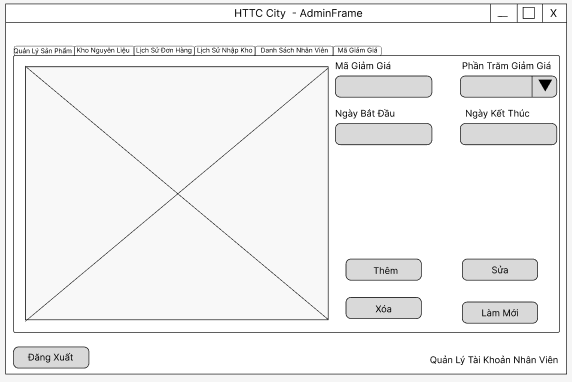 HTTC City - AdminFrame
X
Quản Lý Sản Phẩm Kho Nguyên Liệu Lịch Sử Đơn Hàng Lịch Sử Nhập Kho Danh Sách Nhân Viên Mã Giảm Giá
Mã Giảm Giá Phần Trăm Giảm Giá
Ngày Bắt Đầu Ngày Kết Thúc
Thêm Sửa
Xóa Làm Mới
Đăng Xuất Quản Lý Tài Khoản Nhân Viên